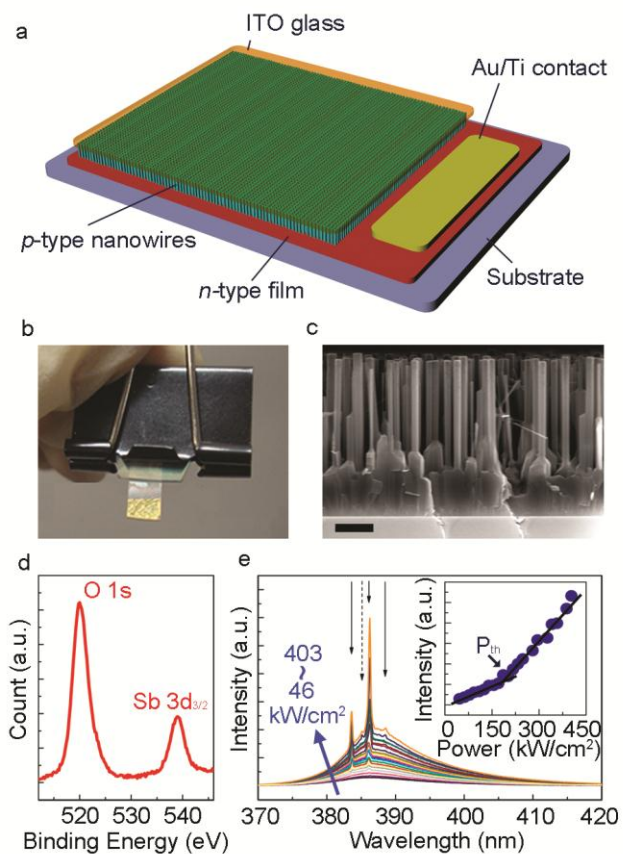 a
ITO glass
Au/Ti contact
p-type nanowires
n-type film
Substrate
b
c
d
O 1s
Sb 3d3/2
Count (a.u.)
520 530 540
Binding Energy (eV)
e
Intensity (a.u.)
403
~
46
kW/cm²
370 380 390 400 410 420
Wavelength (nm)
Intensity (a.u.)
Pth
0 150 300 450
Power (kW/cm²)